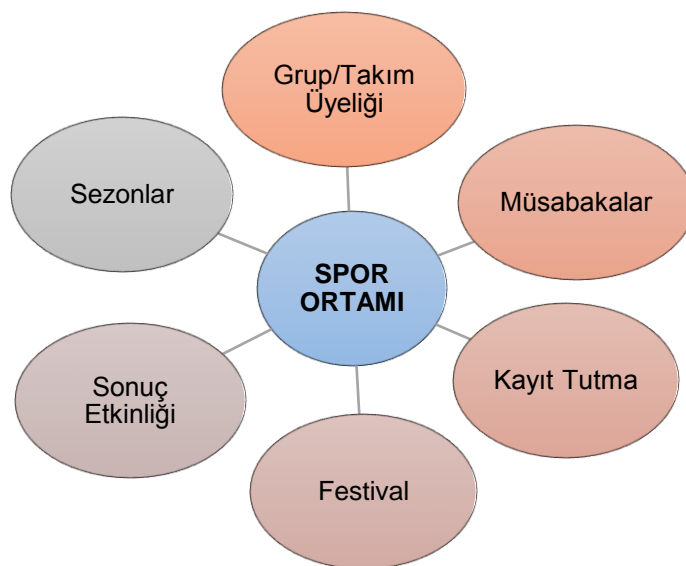 Grup/Takım
Üyeliği
Sezonlar
Müsabakalar
SPOR
ORTAMI
Sonuç
Etkinliği
Kayıt Tutma
Festival